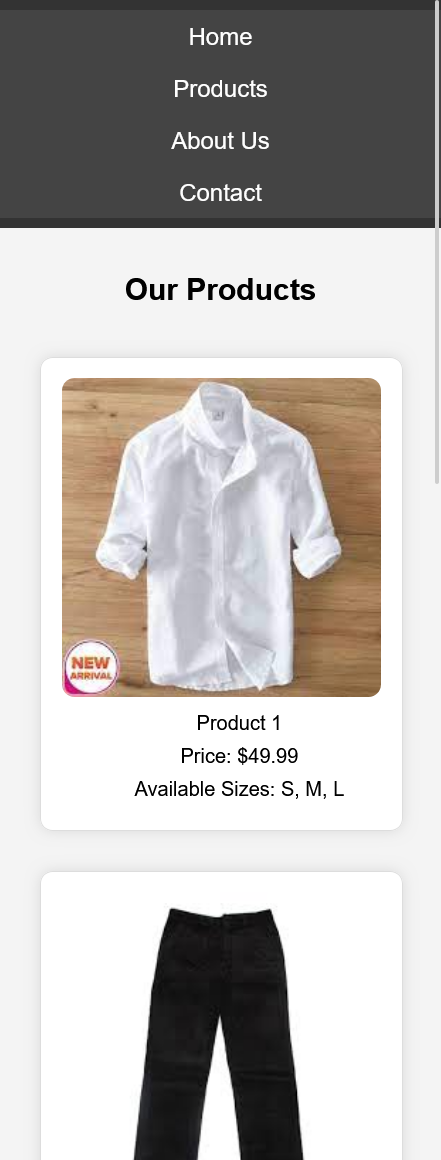 Home
Products
About Us
Contact
Our Products
NEW
ARRIVAL
Product 1
Price: $49.99
Available Sizes: S, M, L